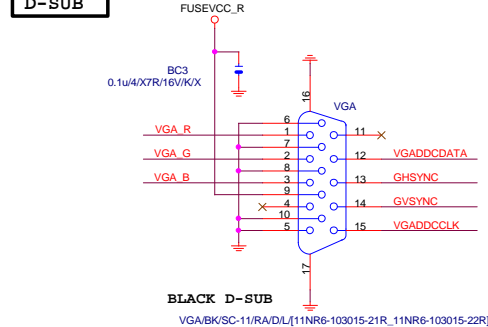 D-SUB
FUSEVCC_R
BC3
0.1u/4/X7R/16V/K/X
16
VGA
6
VGA_R 1 11
7
VGA_G 2 12 VGADDCDATA
8
VGA_B 3 13 GHSYNC
9
4 14 GVSYNC
10
5 15 VGADDCCLK
17
BLACK D-SUB
VGA/BK/SC-11/RA/D/L/[11NR6-103015-21R_11NR6-103015-22R]